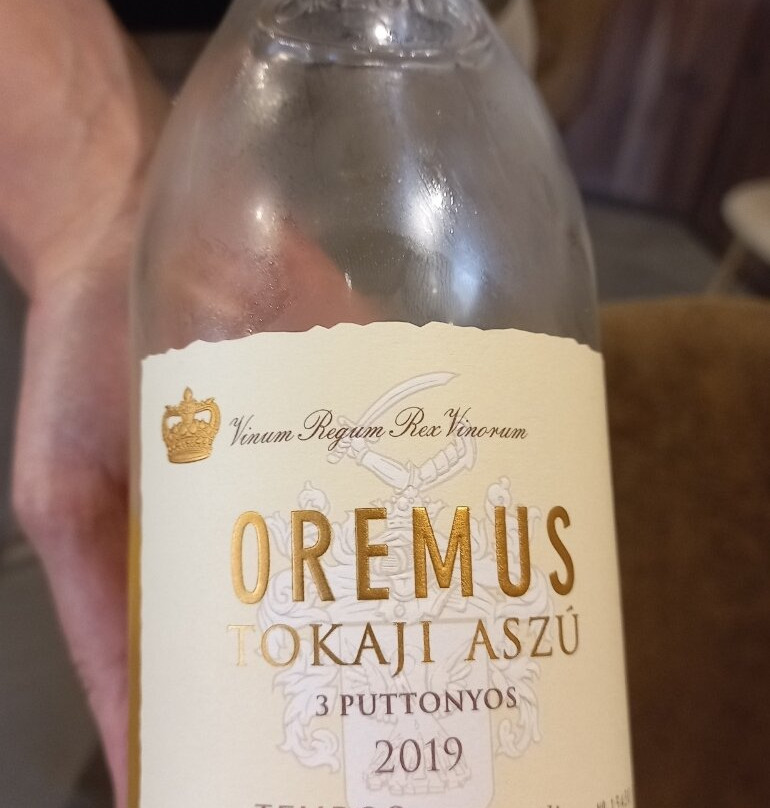 Vinum Regum Rex Vinorum
OREMUS
TOKAJI ASZÚ
3 PUTTONYOS
2019